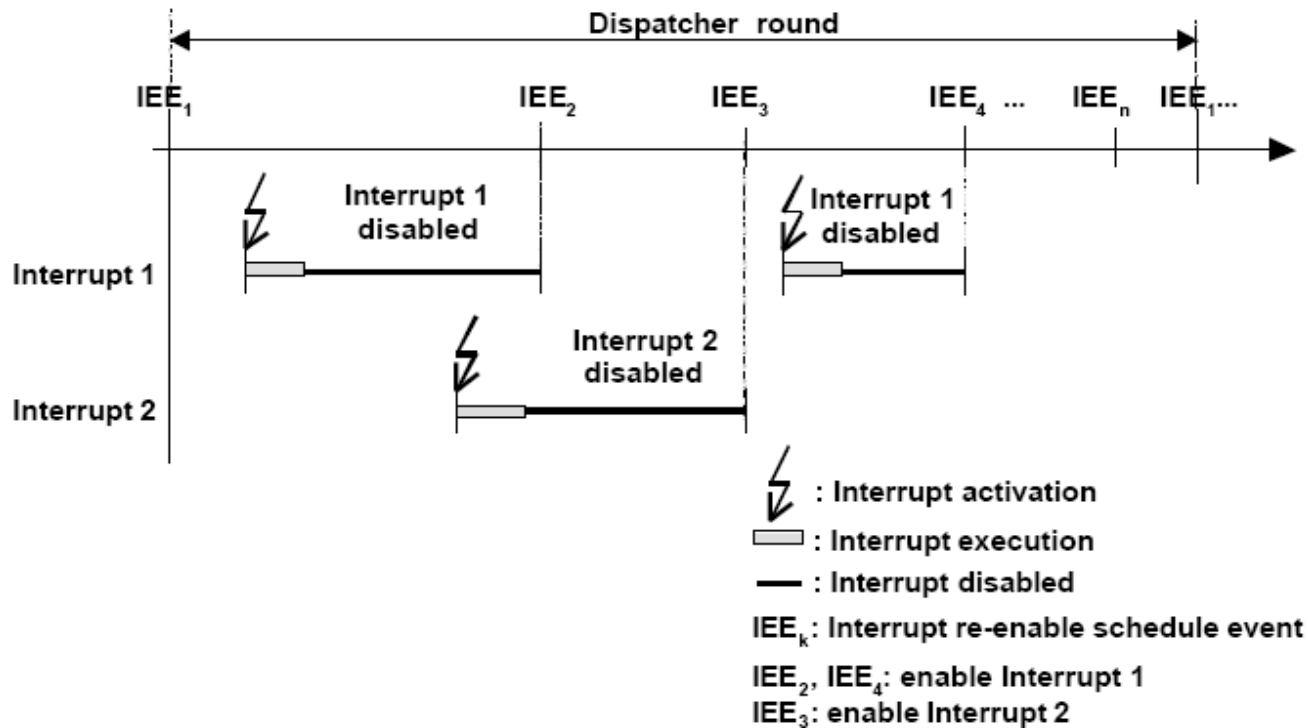 Dispatcher round
IEE1 IEE2 IEE3 IEE4 ... IEEn IEE1...
Interrupt 1 disabled
Interrupt 1 disabled
Interrupt 1
Interrupt 2 disabled
Interrupt 2
: Interrupt activation
: Interrupt execution
: Interrupt disabled
IEEk: Interrupt re-enable schedule event
IEE2, IEE4: enable Interrupt 1
IEE3: enable Interrupt 2